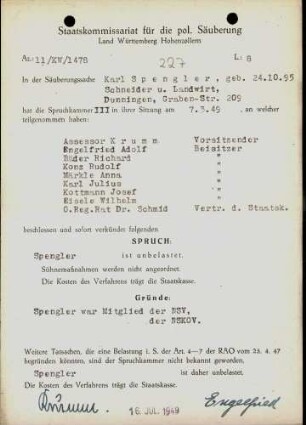 Staatskommissariat für die pol. Säuberung
Land Württemberg Hohenzollern
Az.: 11/KW/1478 227 L: 8
In der Säuberungssache Karl Spengler, geb. 24.10.95
Schneider u. Landwirt,
Dunningen, Graben-Str. 209
hat die Spruchkammer III in ihrer Sitzung am 7.3.49, an welcher
teilgenommen haben:
Assessor Krumm Vorsitzender
Engelfried Adolf Beisitzer
Rüder Richard "
Kons Rudolf "
Märkle Anna "
Karl Julius "
Kottmann Josef "
Eisele Wilhelm "
O.Reg.Rat Dr. Schmid Vertr. d. Staatsk.
beschlossen und sofort verkündet folgenden
SPRUCH:
Spengler ist unbelastet.
Sühnemaßnahmen werden nicht angeordnet.
Die Kosten des Verfahrens trägt die Staatskasse.
Gründe:
Spengler war Mitglied der NSV,
der NSKOV.
Weitere Tatsachen, die eine Belastung i. S. der Art. 4—7 der RAO vom 25. 4. 47
begründen könnten, sind der Spruchkammer nicht bekannt geworden,
Spengler ist daher unbelastet.
Die Kosten des Verfahrens trägt die Staatskasse.
Krumm 16. JUL. 1949 Engelfried